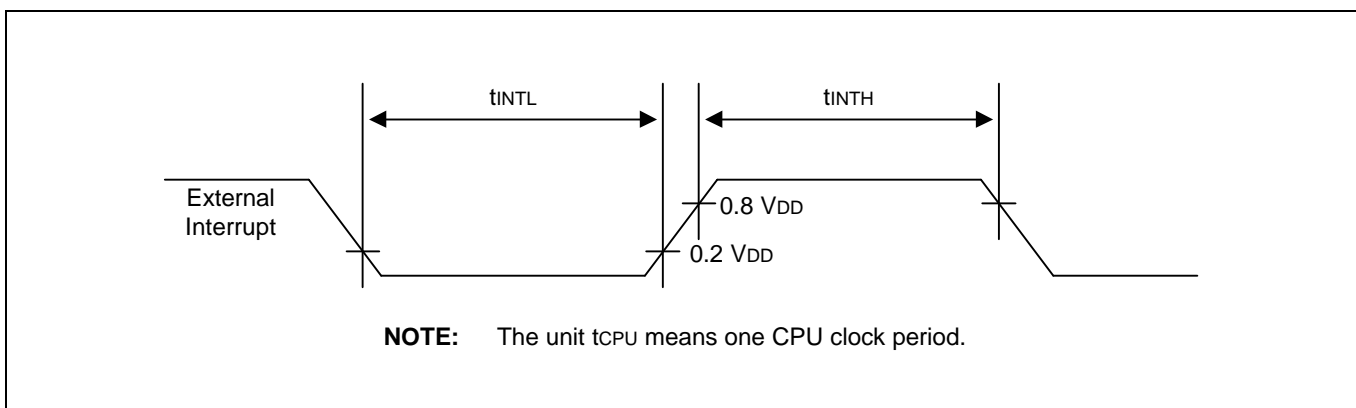 tINTL
tINTH
External
Interrupt
0.8 VDD
0.2 VDD
NOTE: The unit tCPU means one CPU clock period.